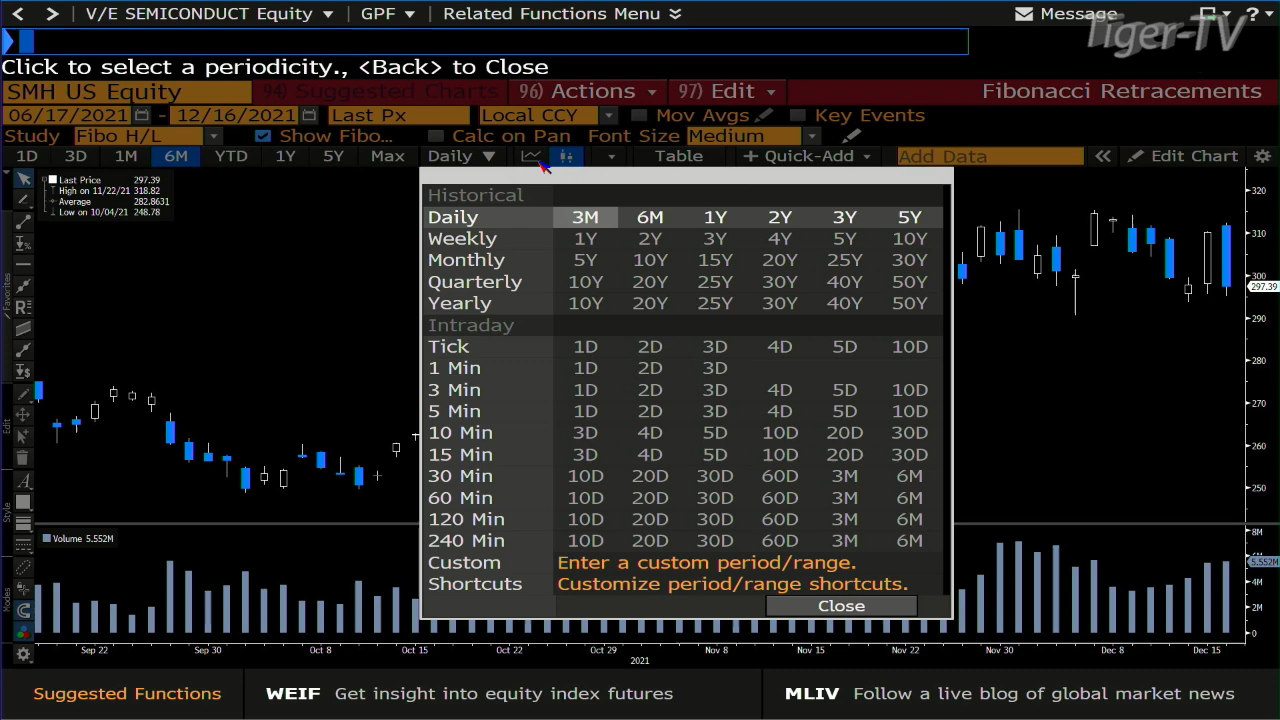 V/E SEMICONDUCT Equity GPF Related Functions Menu Message ?
Tiger-TV
Click to select a periodicity., <Back> to Close
SMH US Equity 94) Suggested Charts 96) Actions 97) Edit Fibonacci Retracements
06/17/2021 - 12/16/2021 Last Px Local CCY Mov Avgs Key Events
Study Fibo H/L Show Fibo... Calc on Pan Font Size Medium
1D 3D 1M 6M YTD 1Y 5Y Max Daily Table + Quick-Add Add Data Edit Chart
Last Price 297.39
High on 11/22/21 318.82
Average 282.8631
Low on 10/04/21 248.78
Historical
Daily 3M 6M 1Y 2Y 3Y 5Y
Weekly 1Y 2Y 3Y 4Y 5Y 10Y
Monthly 5Y 10Y 15Y 20Y 25Y 30Y
Quarterly 10Y 20Y 25Y 30Y 40Y 50Y
Yearly 10Y 20Y 25Y 30Y 40Y 50Y
Intraday
Tick 1D 2D 3D 4D 5D 10D
1 Min 1D 2D 3D
3 Min 1D 2D 3D 4D 5D 10D
5 Min 1D 2D 3D 4D 5D 10D
10 Min 3D 4D 5D 10D 20D 30D
15 Min 3D 4D 5D 10D 20D 30D
30 Min 10D 20D 30D 60D 3M 6M
60 Min 10D 20D 30D 60D 3M 6M
120 Min 10D 20D 30D 60D 3M 6M
240 Min 10D 20D 30D 60D 3M 6M
Custom Enter a custom period/range.
Shortcuts Customize period/range shortcuts.
Close
320
310
300
297.39
290
280
270
260
250
Favorites
Edit
Style
Modes
Volume 5.552M
8M
5.552M
4M
2M
0
Sep 22 Sep 30 Oct 8 Oct 15 Oct 22 Oct 29 Nov 8 Nov 15 Nov 22 Nov 30 Dec 8 Dec 15
2021
Suggested Functions WEIF Get insight into equity index futures MLIV Follow a live blog of global market news